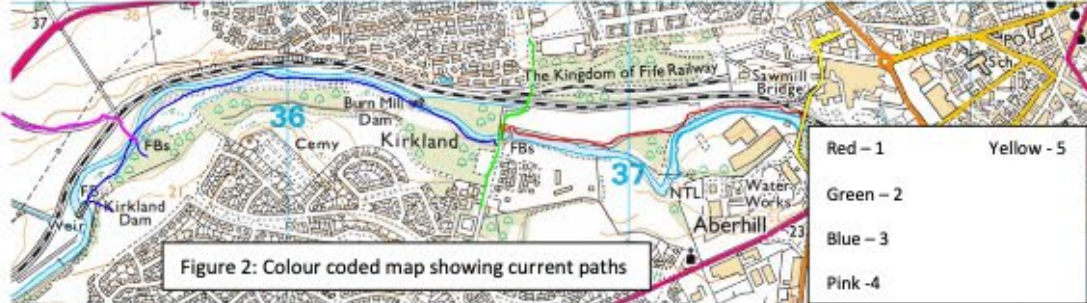 37
35
PO
Sch
The Kingdom of Fife Railway
Sawmill
Bridge
Burn Mill
Dam
36
Kirkland
FBs
Cemy
FBs
37
NTL
Water
Works
FB
21
Kirkland
Dam
Weir
Aberhill
23
Red – 1 Yellow - 5
Green – 2
Blue – 3
Pink -4
Figure 2: Colour coded map showing current paths